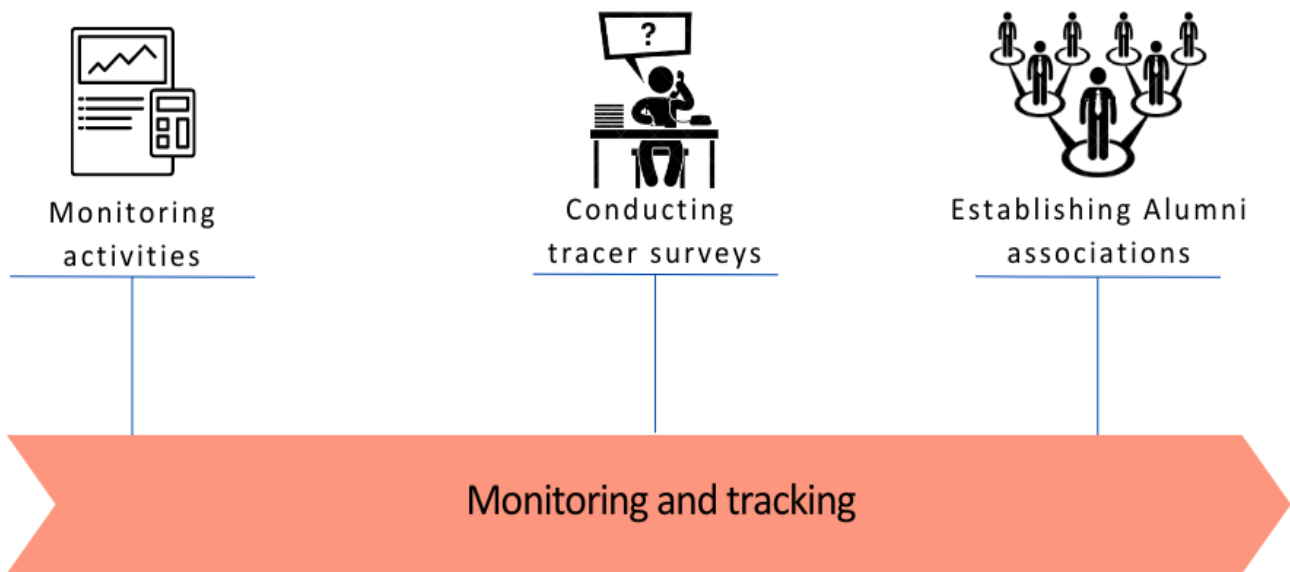 ?
Monitoring
activities
Conducting
tracer surveys
Establishing Alumni
associations
Monitoring and tracking